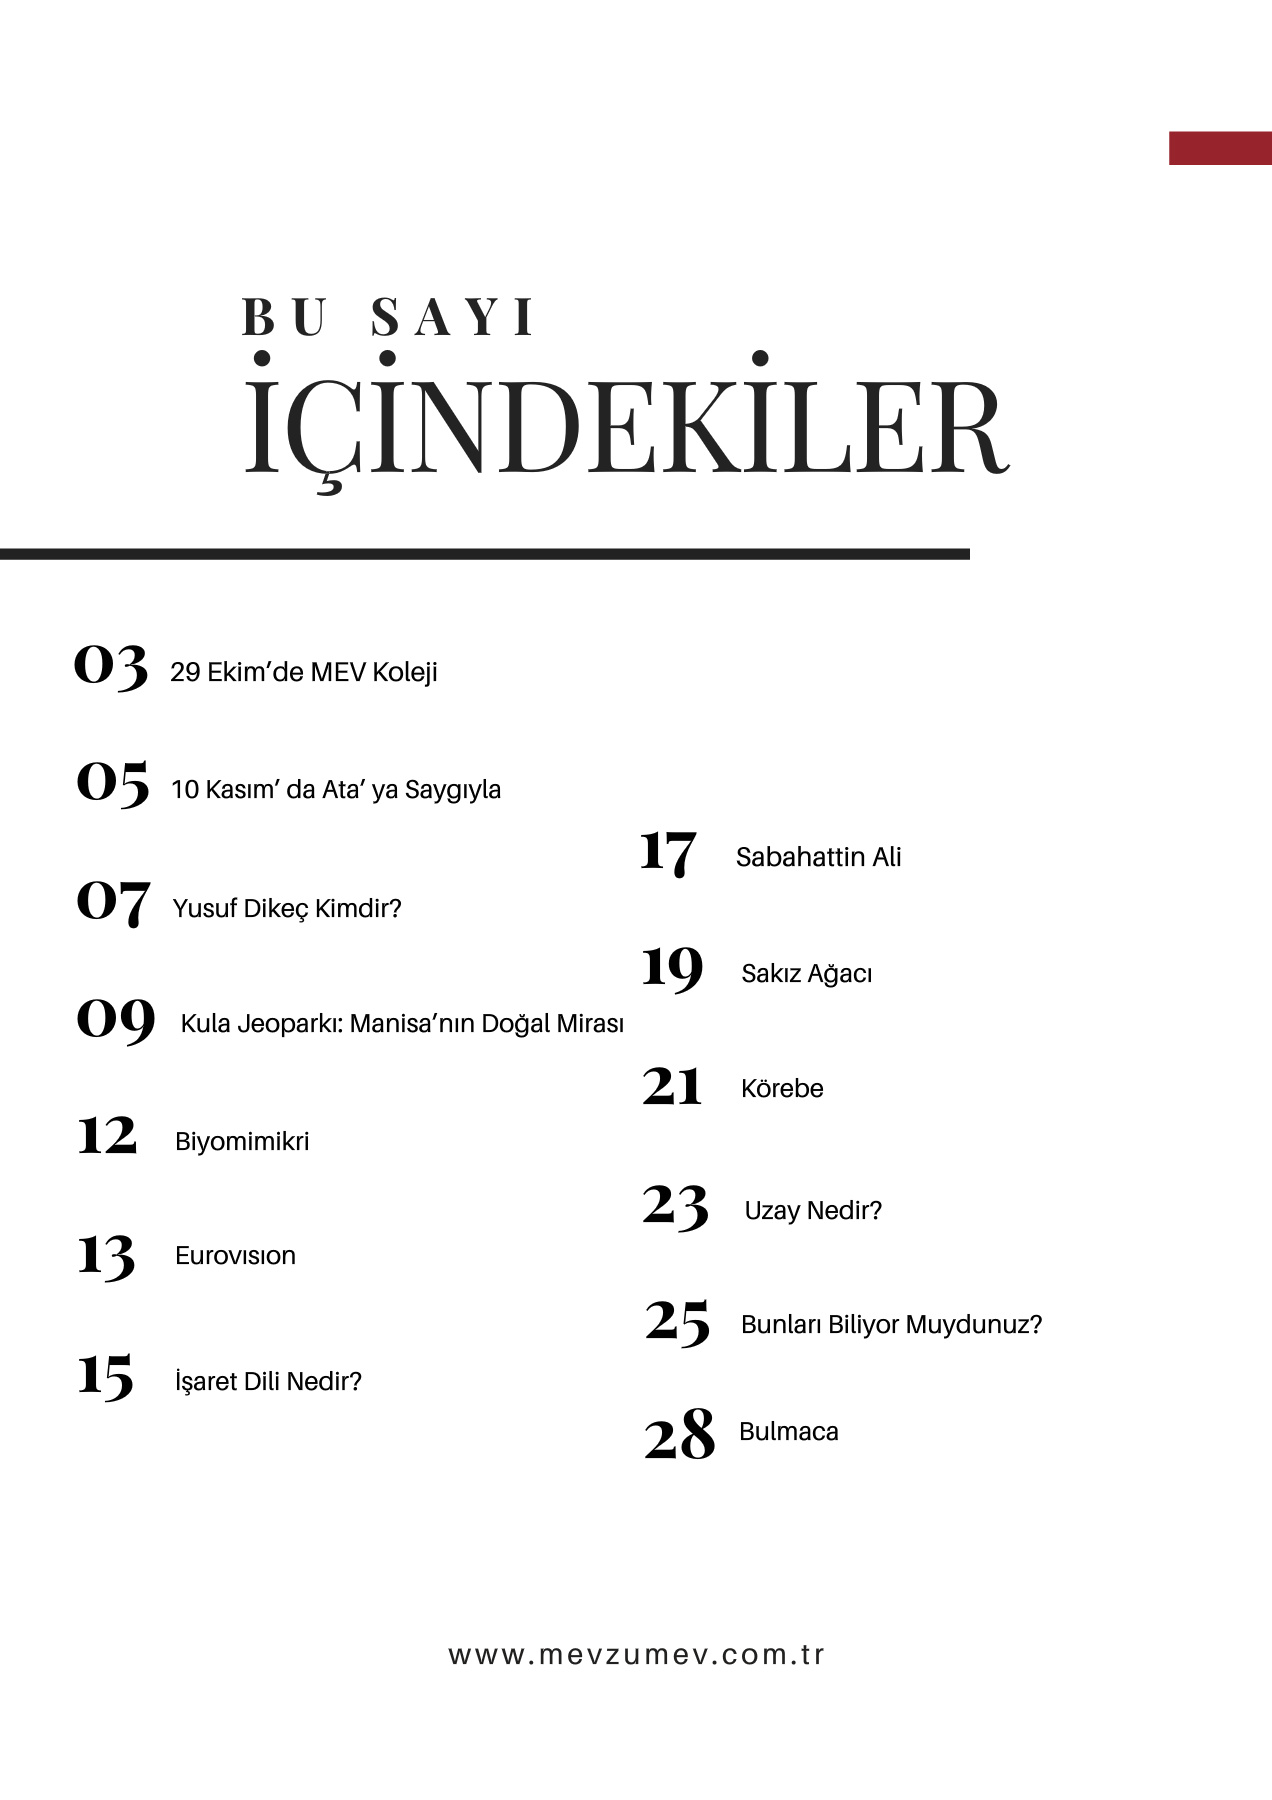 BU SAYI
İÇİNDEKİLER
03 29 Ekim’de MEV Koleji
05 10 Kasım’ da Ata’ ya Saygıyla
07 Yusuf Dikeç Kimdir?
09 Kula Jeoparkı: Manisa’nın Doğal Mirası
12 Biyomimikri
13 Eurovısıon
15 İşaret Dili Nedir?
17 Sabahattin Ali
19 Sakız Ağacı
21 Körebe
23 Uzay Nedir?
25 Bunları Biliyor Muydunuz?
28 Bulmaca
www.mevzumev.com.tr